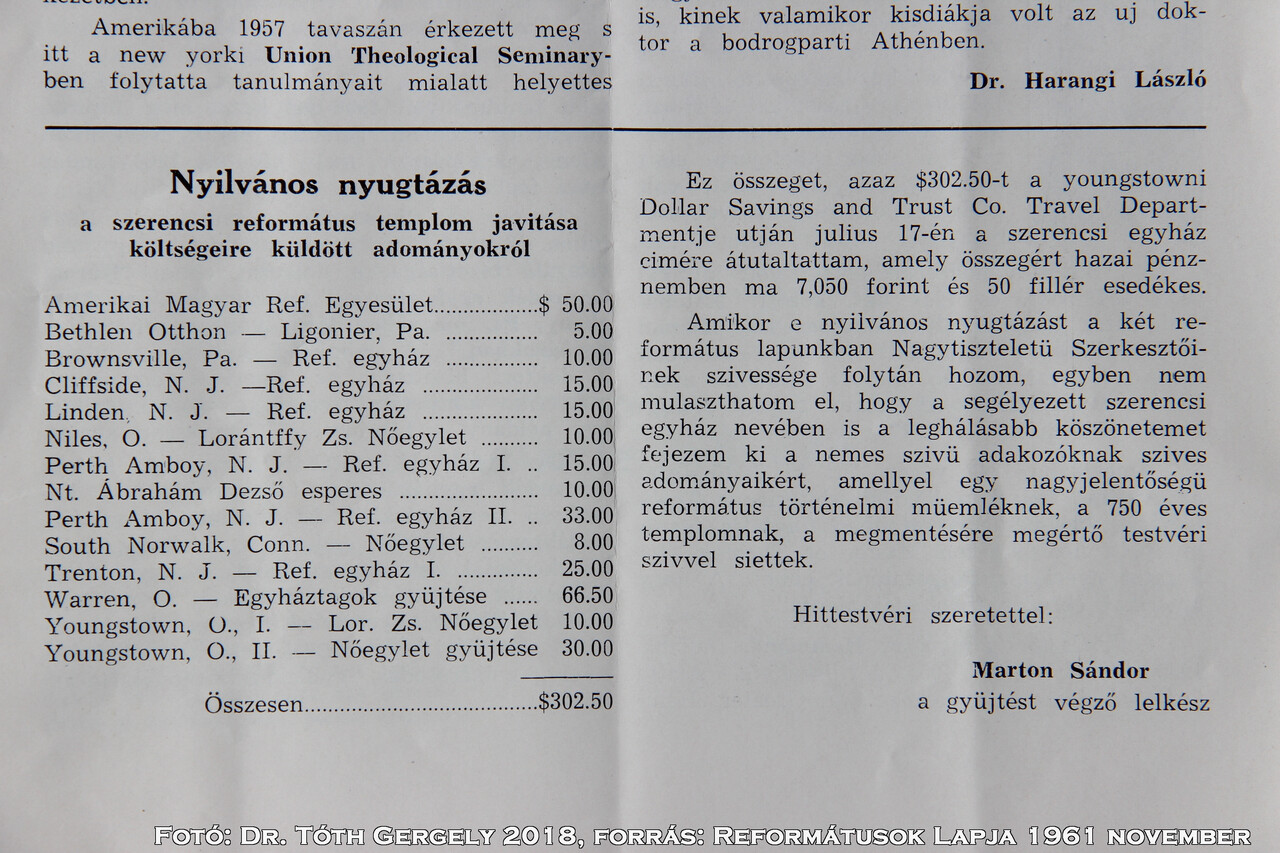 Amerikába 1957 tavaszán érkezett meg s
itt a new yorki Union Theological Seminary-
ben folytatta tanulmányait mialatt helyettes
is, kinek valamikor kisdiákja volt az uj dok-
tor a bodrogparti Athénben.
Dr. Harangi László
Nyilvános nyugtázás
a szerencsi református templom javitása
költségeire küldött adományokról
Amerikai Magyar Ref. Egyesület..................$ 50.00
Bethlen Otthon — Ligonier, Pa. ................ 5.00
Brownsville, Pa. — Ref. egyház ................ 10.00
Cliffside, N. J. —Ref. egyház .................... 15.00
Linden, N. J. — Ref. egyház .................... 15.00
Niles, O. — Lorántffy Zs. Nőegylet .......... 10.00
Perth Amboy, N. J. — Ref. egyház I. .. 15.00
Nt. Ábrahám Dezső esperes ........................ 10.00
Perth Amboy, N. J. — Ref. egyház II. .. 33.00
South Norwalk, Conn. — Nőegylet .......... 8.00
Trenton, N. J. — Ref. egyház I. .............. 25.00
Warren, O. — Egyháztagok gyüjtése ...... 66.50
Youngstown, O., I. — Lor. Zs. Nőegylet 10.00
Youngstown, O., II. — Nőegylet gyüjtése 30.00
Összesen.......................................$302.50
Ez összeget, azaz $302.50-t a youngstowni
Dollar Savings and Trust Co. Travel Depart-
mentje utján julius 17-én a szerencsi egyház
cimére átutaltattam, amely összegért hazai pénz-
nemben ma 7,050 forint és 50 fillér esedékes.
Amikor e nyilvános nyugtázást a két re-
formátus lapunkban Nagytiszteletü Szerkesztői-
nek szivessége folytán hozom, egyben nem
mulaszthatom el, hogy a segélyezett szerencsi
egyház nevében is a leghálásabb köszönetemet
fejezem ki a nemes szivü adakozóknak szives
adományaikért, amellyel egy nagyjelentőségü
református történelmi müemléknek, a 750 éves
templomnak, a megmentésére megértő testvéri
szivvel siettek.
Hittestvéri szeretettel:
Marton Sándor
a gyüjtést végző lelkész
Fotó: Dr. Tóth Gergely 2018, forrás: Reformátusok Lapja 1961 november